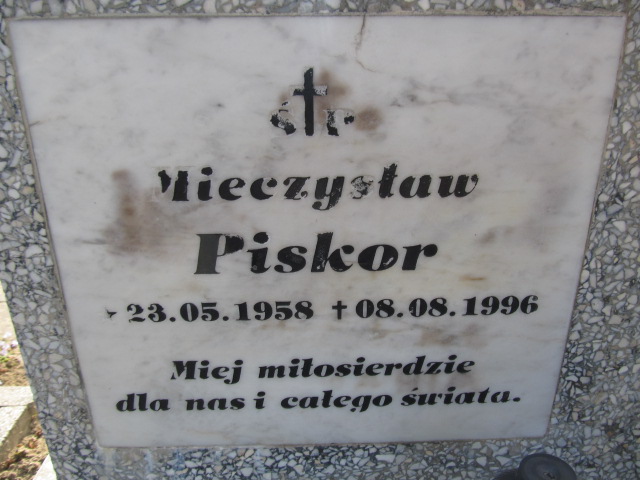 ś†p
Mieczysław
Piskor
* 23.05.1958 † 08.08.1996
Miej miłosierdzie
dla nas i całego świata.